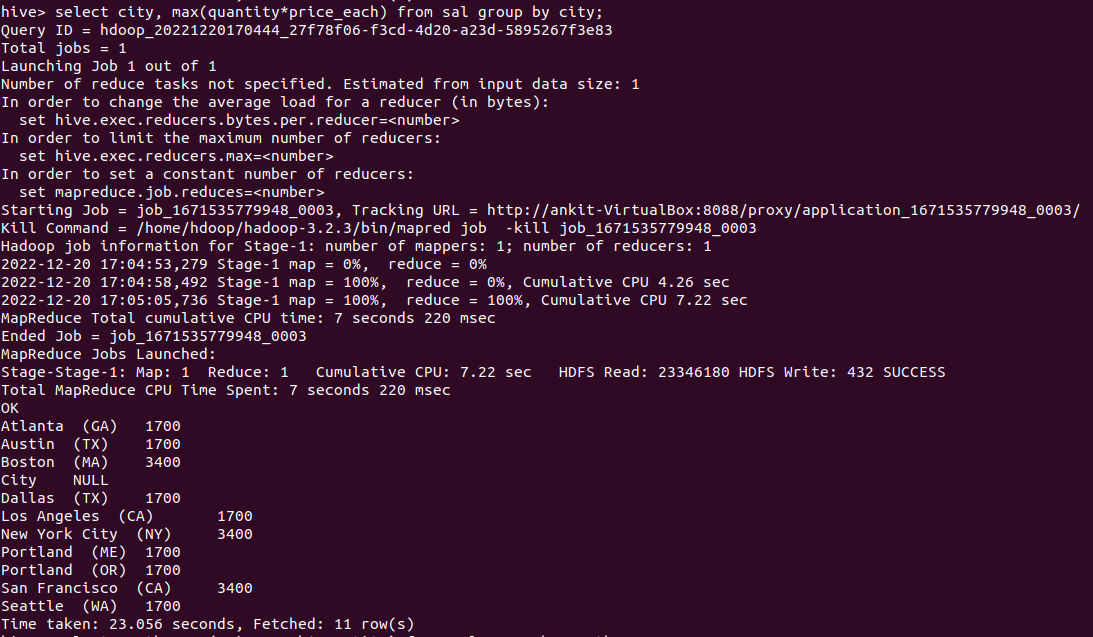 hive> select city, max(quantity*price_each) from sal group by city;
Query ID = hdoop_20221220170444_27f78f06-f3cd-4d20-a23d-5895267f3e83
Total jobs = 1
Launching Job 1 out of 1
Number of reduce tasks not specified. Estimated from input data size: 1
In order to change the average load for a reducer (in bytes):
  set hive.exec.reducers.bytes.per.reducer=<number>
In order to limit the maximum number of reducers:
  set hive.exec.reducers.max=<number>
In order to set a constant number of reducers:
  set mapreduce.job.reduces=<number>
Starting Job = job_1671535779948_0003, Tracking URL = http://ankit-VirtualBox:8088/proxy/application_1671535779948_0003/
Kill Command = /home/hdoop/hadoop-3.2.3/bin/mapred job  -kill job_1671535779948_0003
Hadoop job information for Stage-1: number of mappers: 1; number of reducers: 1
2022-12-20 17:04:53,279 Stage-1 map = 0%,  reduce = 0%
2022-12-20 17:04:58,492 Stage-1 map = 100%,  reduce = 0%, Cumulative CPU 4.26 sec
2022-12-20 17:05:05,736 Stage-1 map = 100%,  reduce = 100%, Cumulative CPU 7.22 sec
MapReduce Total cumulative CPU time: 7 seconds 220 msec
Ended Job = job_1671535779948_0003
MapReduce Jobs Launched:
Stage-Stage-1: Map: 1  Reduce: 1   Cumulative CPU: 7.22 sec   HDFS Read: 23346180 HDFS Write: 432 SUCCESS
Total MapReduce CPU Time Spent: 7 seconds 220 msec
OK
Atlanta  (GA)   1700
Austin  (TX)    1700
Boston  (MA)    3400
City    NULL
Dallas  (TX)    1700
Los Angeles  (CA)       1700
New York City  (NY)     3400
Portland  (ME)  1700
Portland  (OR)  1700
San Francisco  (CA)     3400
Seattle  (WA)   1700
Time taken: 23.056 seconds, Fetched: 11 row(s)